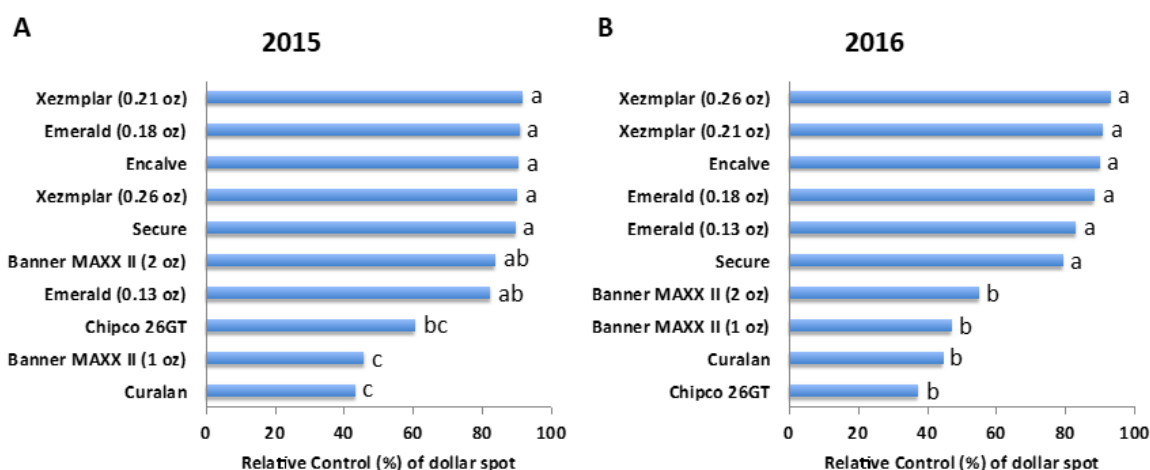 A
2015
Xezmplar (0.21 oz) a
Emerald (0.18 oz) a
Encalve a
Xezmplar (0.26 oz) a
Secure a
Banner MAXX II (2 oz) ab
Emerald (0.13 oz) ab
Chipco 26GT bc
Banner MAXX II (1 oz) c
Curalan c
0 20 40 60 80 100
Relative Control (%) of dollar spot
B
2016
Xezmplar (0.26 oz) a
Xezmplar (0.21 oz) a
Encalve a
Emerald (0.18 oz) a
Emerald (0.13 oz) a
Secure a
Banner MAXX II (2 oz) b
Banner MAXX II (1 oz) b
Curalan b
Chipco 26GT b
0 20 40 60 80 100
Relative Control (%) of dollar spot